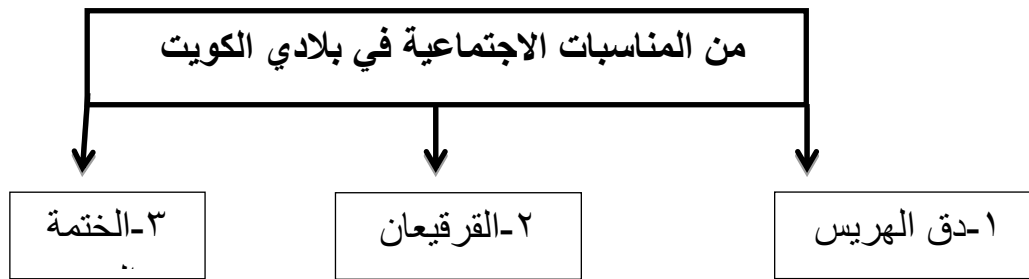 من المناسبات الاجتماعية في بلادي الكويت
١-دق الهريس
٢-القرقيعان
٣-الختمة